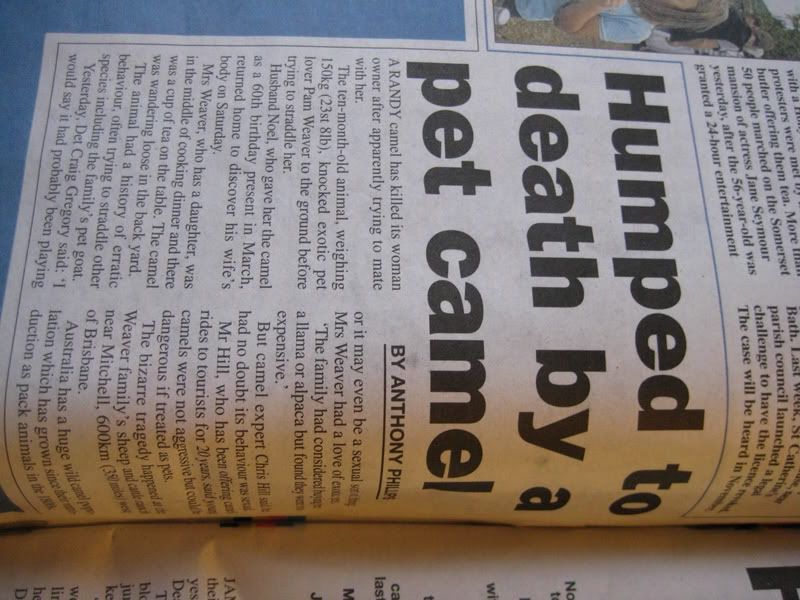 Humped to
death by a
pet camel
A RANDY camel has killed its woman
owner after apparently trying to mate
with her.
The ten-month-old animal, weighing
150kg (23st 8lb), knocked exotic pet
lover Pam Weaver to the ground before
trying to straddle her.
Husband Noel, who gave her the camel
as a 60th birthday present in March,
returned home to discover his wife's
body on Saturday.
Mrs Weaver, who has a daughter, was
in the middle of cooking dinner and there
was a cup of tea on the table. The camel
was wandering loose in the back yard.
The animal had a history of erratic
behaviour, often trying to straddle other
species including the family's pet goat.
Yesterday, Det Craig Gregory said: 'I
would say it had probably been playing
BY ANTHONY
or it may even be a sexual
Mrs Weaver had a love of
'The family had considered
a llama or alpaca but found they
expensive.'
But camel expert Chris Hill
had no doubt its behaviour was
Mr Hill, who has been offering
rides to tourists for 20 years, said
camels were not aggressive but could
dangerous if treated as pets.
The bizarre tragedy happened at the
Weaver family's sheep and cattle
near Mitchell, 600km (350 miles) west
of Brisbane.
Australia has a huge wild camel
lation which has grown since their
duction as pack animals in the
with a
protesters were met by
butler offering them tea. More than
50 people marched on the Somerset
mansion of actress Jane Seymour
yesterday, after the 56-year-old was
granted a 24-hour entertainment
Bath. Last week, St
parish council launched a legal
challenge to have the licence
The case will be heard in November